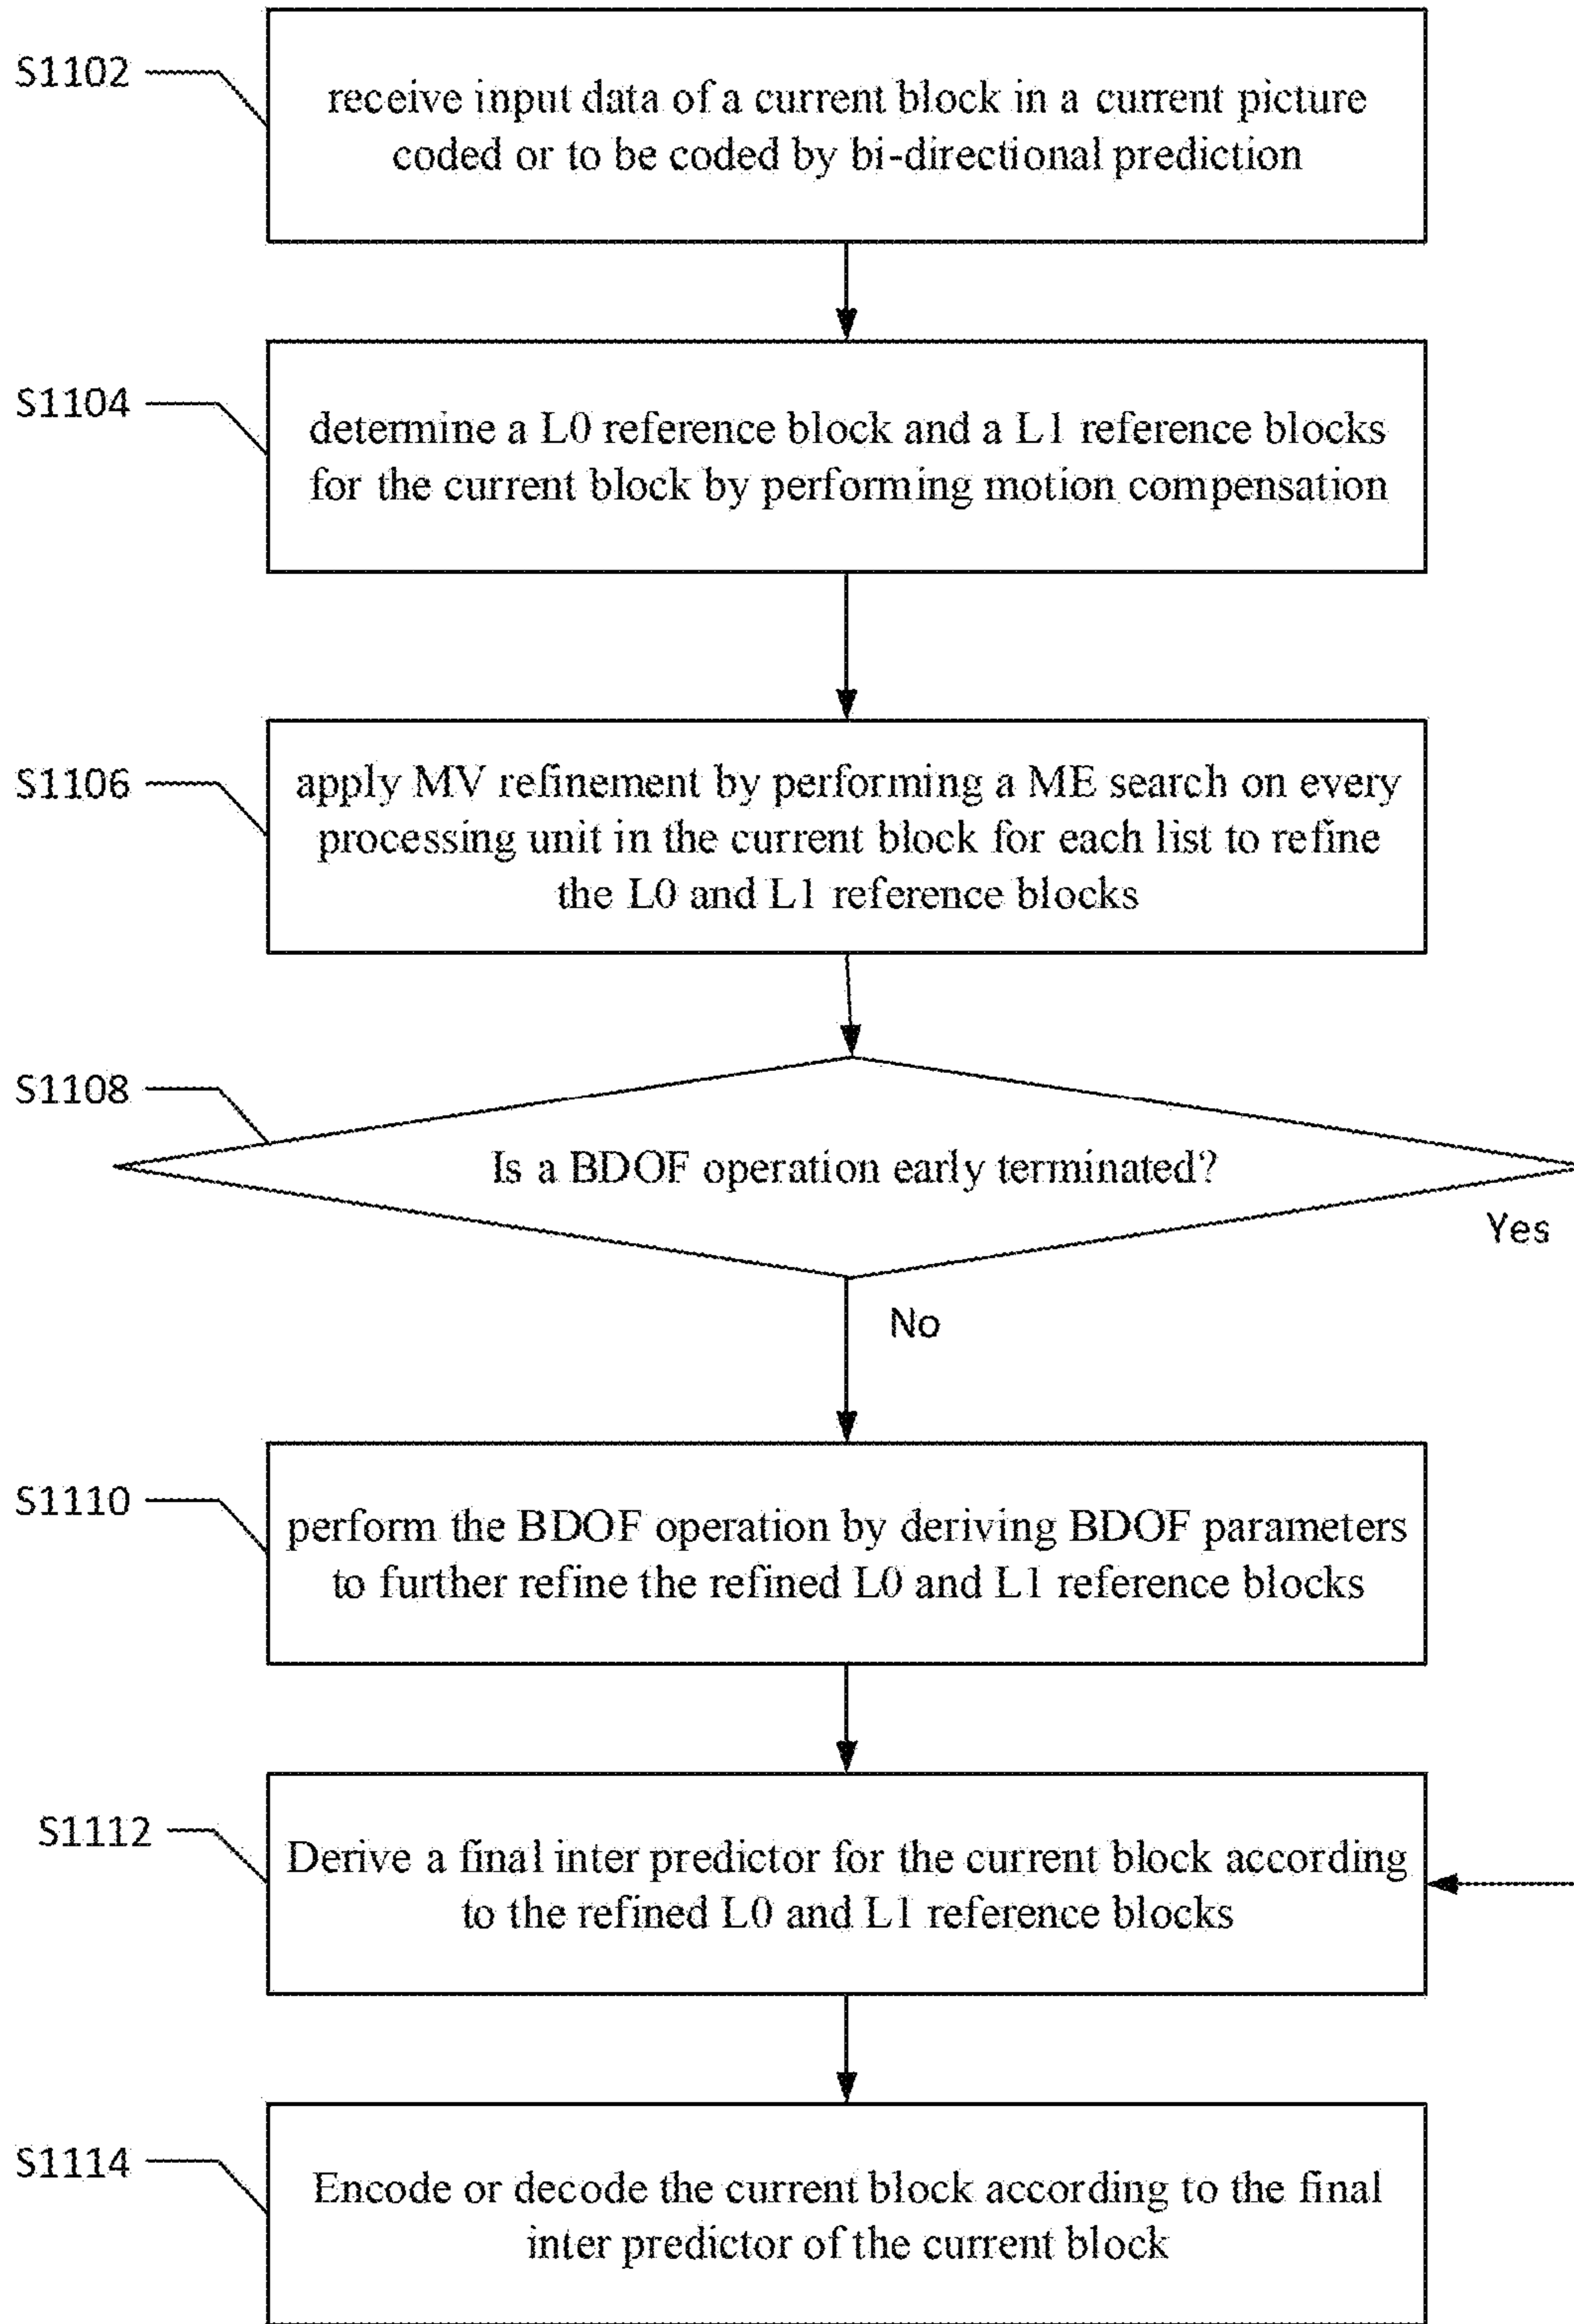 S1102
receive input data of a current block in a current picture
coded or to be coded by bi-directional prediction
S1104
determine a L0 reference block and a L1 reference blocks
for the current block by performing motion compensation
S1106
apply MV refinement by performing a ME search on every
processing unit in the current block for each list to refine
the L0 and L1 reference blocks
S1108
Is a BDOF operation early terminated?
Yes
No
S1110
perform the BDOF operation by deriving BDOF parameters
to further refine the refined L0 and L1 reference blocks
S1112
Derive a final inter predictor for the current block according
to the refined L0 and L1 reference blocks
S1114
Encode or decode the current block according to the final
inter predictor of the current block